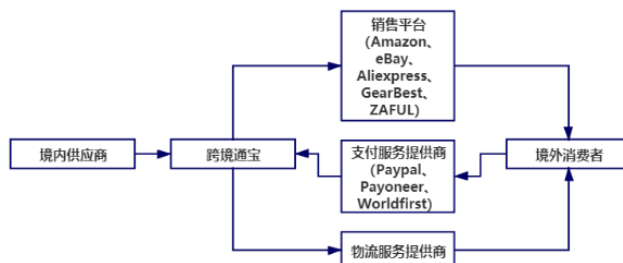 销售平台
（Amazon、
eBay、
Aliexpress、
GearBest、
ZAFUL)
境内供应商
跨境通宝
支付服务提供商
（Paypal、
Payoneer、
Worldfirst)
境外消费者
物流服务提供商